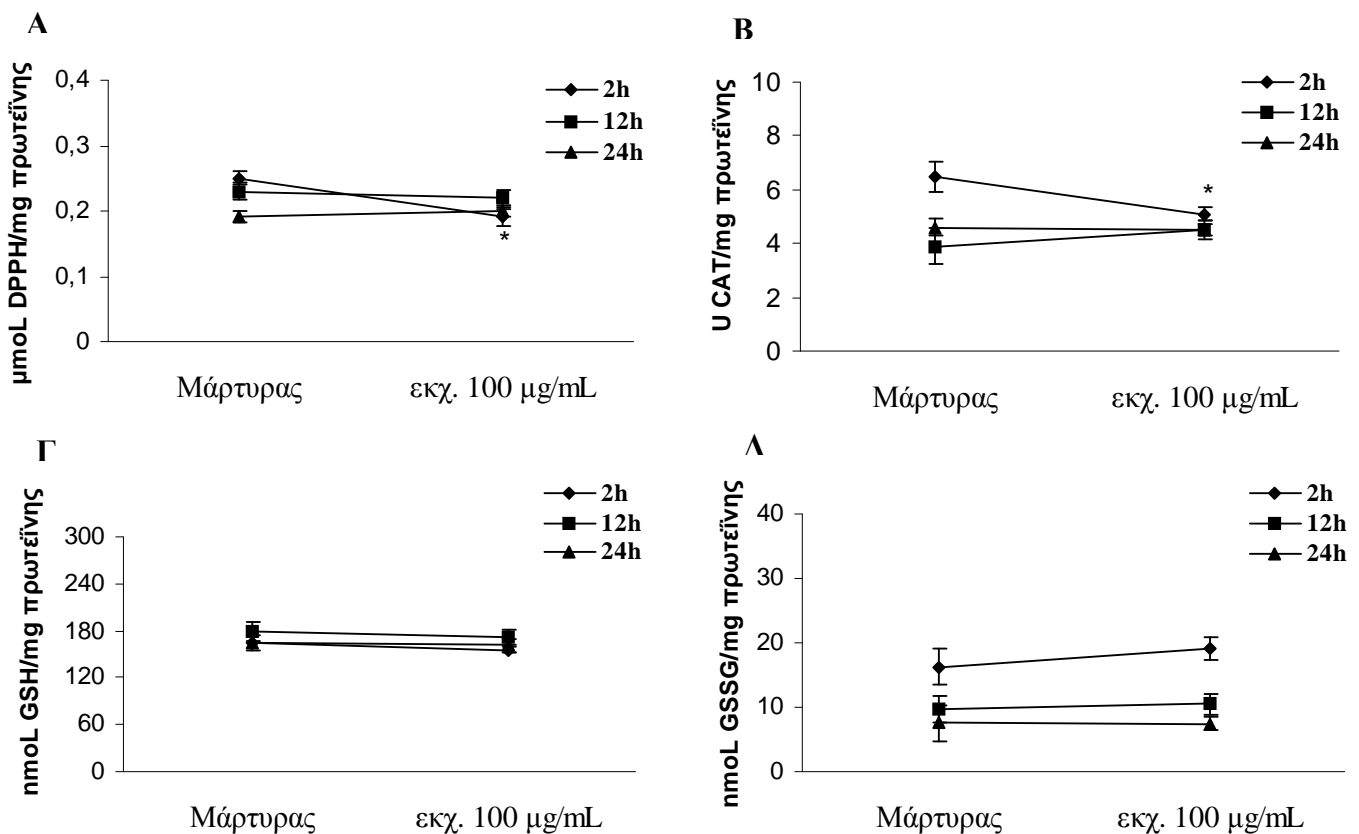 Α
μmoL DPPH/mg πρωτεΐνης
0,4
0,3
0,2
0,1
0
2h
12h
24h
*
Μάρτυρας
εκχ. 100 μg/mL
Β
U CAT/mg πρωτεΐνης
10
8
6
4
2
0
2h
12h
24h
*
Μάρτυρας
εκχ. 100 μg/mL
Γ
nmoL GSH/mg πρωτεΐνης
300
240
180
120
60
0
2h
12h
24h
Μάρτυρας
εκχ. 100 μg/mL
Δ
nmoL GSSG/mg πρωτεΐνης
40
30
20
10
0
2h
12h
24h
Μάρτυρας
εκχ. 100 μg/mL